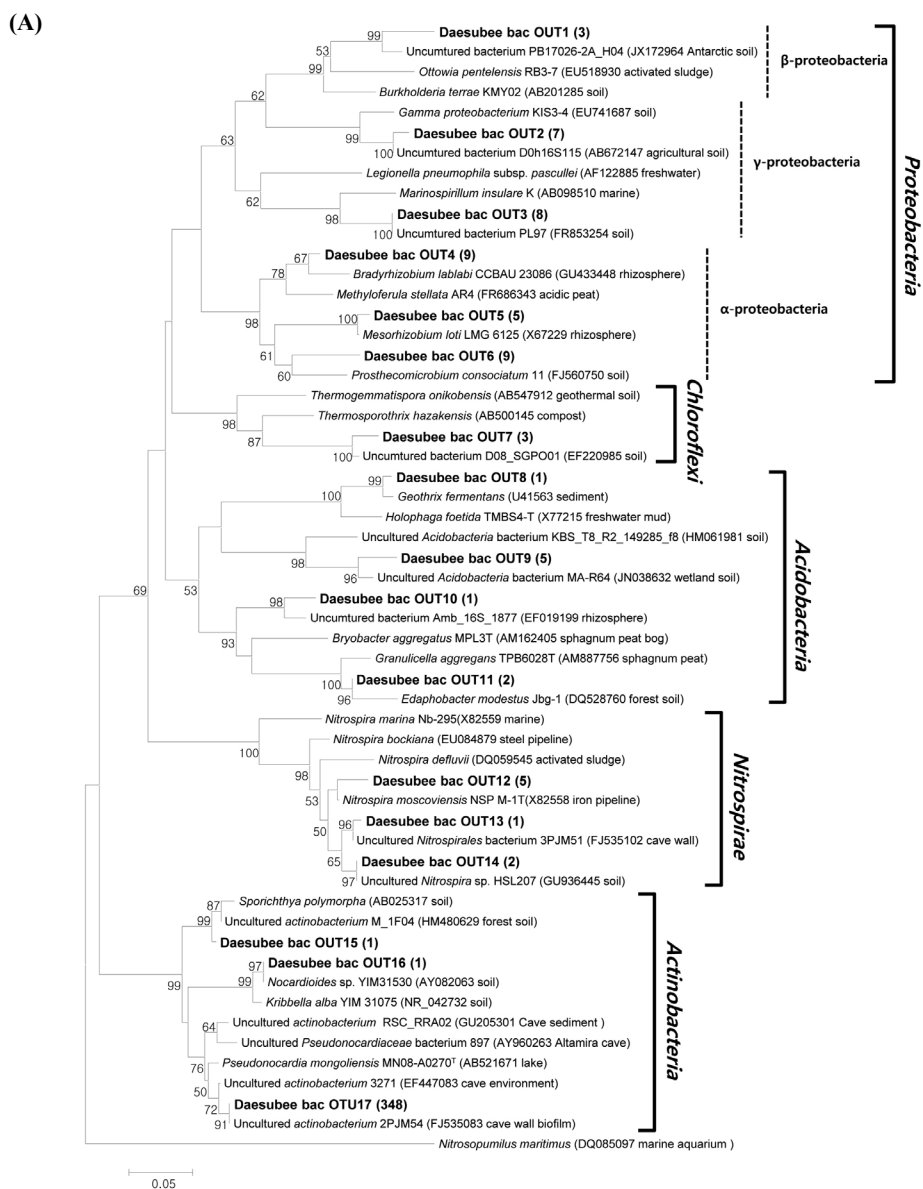 (A)
99
Daesubee bac OUT1 (3)
53
Uncumtured bacterium PB17026-2A_H04 (JX172964 Antarctic soil)
99
Ottowia pentelensis RB3-7 (EU518930 activated sludge)
β-proteobacteria
62
Burkholderia terrae KMY02 (AB201285 soil)
Gamma proteobacterium KIS3-4 (EU741687 soil)
63
99
Daesubee bac OUT2 (7)
100
Uncumtured bacterium D0h16S115 (AB672147 agricultural soil)
γ-proteobacteria
Legionella pneumophila subsp. pascullei (AF122885 freshwater)
62
Marinospirillum insulare K (AB098510 marine)
98
Daesubee bac OUT3 (8)
100
Uncumtured bacterium PL97 (FR853254 soil)
Proteobacteria
67
Daesubee bac OUT4 (9)
78
Bradyrhizobium lablabi CCBAU 23086 (GU433448 rhizosphere)
Methyloferula stellata AR4 (FR686343 acidic peat)
98
α-proteobacteria
100
Daesubee bac OUT5 (5)
Mesorhizobium loti LMG 6125 (X67229 rhizosphere)
61
Daesubee bac OUT6 (9)
60
Prosthecomicrobium consociatum 11 (FJ560750 soil)
Thermogemmatispora onikobensis (AB547912 geothermal soil)
98
Thermosporothrix hazakensis (AB500145 compost)
87
Daesubee bac OUT7 (3)
100
Uncumtured bacterium D08_SGPO01 (EF220985 soil)
Chloroflexi
99
Daesubee bac OUT8 (1)
100
Geothrix fermentans (U41563 sediment)
Holophaga foetida TMBS4-T (X77215 freshwater mud)
Uncultured Acidobacteria bacterium KBS_T8_R2_149285_f8 (HM061981 soil)
98
Daesubee bac OUT9 (5)
96
Uncultured Acidobacteria bacterium MA-R64 (JN038632 wetland soil)
69
53
98
Daesubee bac OUT10 (1)
Uncumtured bacterium Amb_16S_1877 (EF019199 rhizosphere)
93
Bryobacter aggregatus MPL3T (AM162405 sphagnum peat bog)
Granulicella aggregans TPB6028T (AM887756 sphagnum peat)
100
Daesubee bac OUT11 (2)
96
Edaphobacter modestus Jbg-1 (DQ528760 forest soil)
Acidobacteria
Nitrospira marina Nb-295(X82559 marine)
100
Nitrospira bockiana (EU084879 steel pipeline)
98
Nitrospira defluvii (DQ059545 activated sludge)
53
Daesubee bac OUT12 (5)
Nitrospira moscoviensis NSP M-1T(X82558 iron pipeline)
50
96
Daesubee bac OUT13 (1)
Uncultured Nitrospirales bacterium 3PJM51 (FJ535102 cave wall)
65
Daesubee bac OUT14 (2)
97
Uncultured Nitrospira sp. HSL207 (GU936445 soil)
Nitrospirae
87
Sporichthya polymorpha (AB025317 soil)
99
Uncultured actinobacterium M_1F04 (HM480629 forest soil)
Daesubee bac OUT15 (1)
97
Daesubee bac OUT16 (1)
99
99
Nocardioides sp. YIM31530 (AY082063 soil)
Kribbella alba YIM 31075 (NR_042732 soil)
64
Uncultured actinobacterium RSC_RRA02 (GU205301 Cave sediment )
Uncultured Pseudonocardiaceae bacterium 897 (AY960263 Altamira cave)
76
Pseudonocardia mongoliensis MN08-A0270ᵀ (AB521671 lake)
50
Uncultured actinobacterium 3271 (EF447083 cave environment)
72
Daesubee bac OTU17 (348)
91
Uncultured actinobacterium 2PJM54 (FJ535083 cave wall biofilm)
Actinobacteria
Nitrosopumilus maritimus (DQ085097 marine aquarium )
0.05